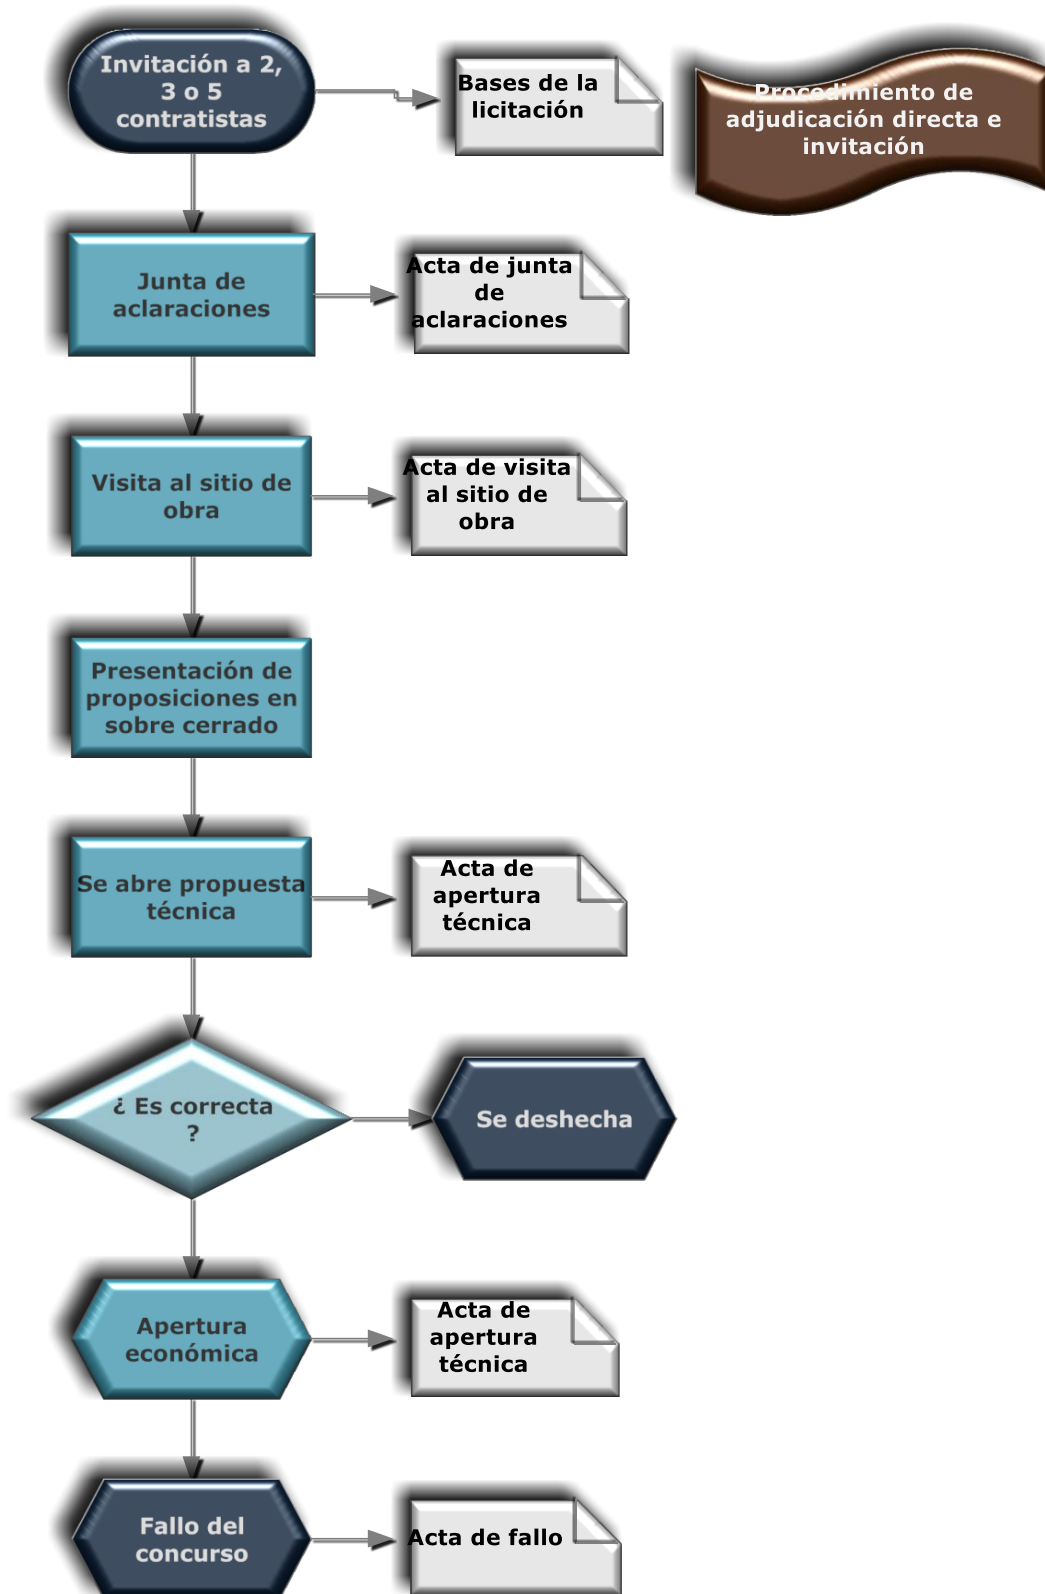 Invitación a 2,
3 o 5
contratistas
Bases de la
licitación
Procedimiento de
adjudicación directa e
invitación
Junta de
aclaraciones
Acta de junta
de
aclaraciones
Visita al sitio de
obra
Acta de visita
al sitio de
obra
Presentación de
proposiciones en
sobre cerrado
Se abre propuesta
técnica
Acta de
apertura
técnica
¿ Es correcta
?
Se deshecha
Apertura
económica
Acta de
apertura
técnica
Fallo del
concurso
Acta de fallo